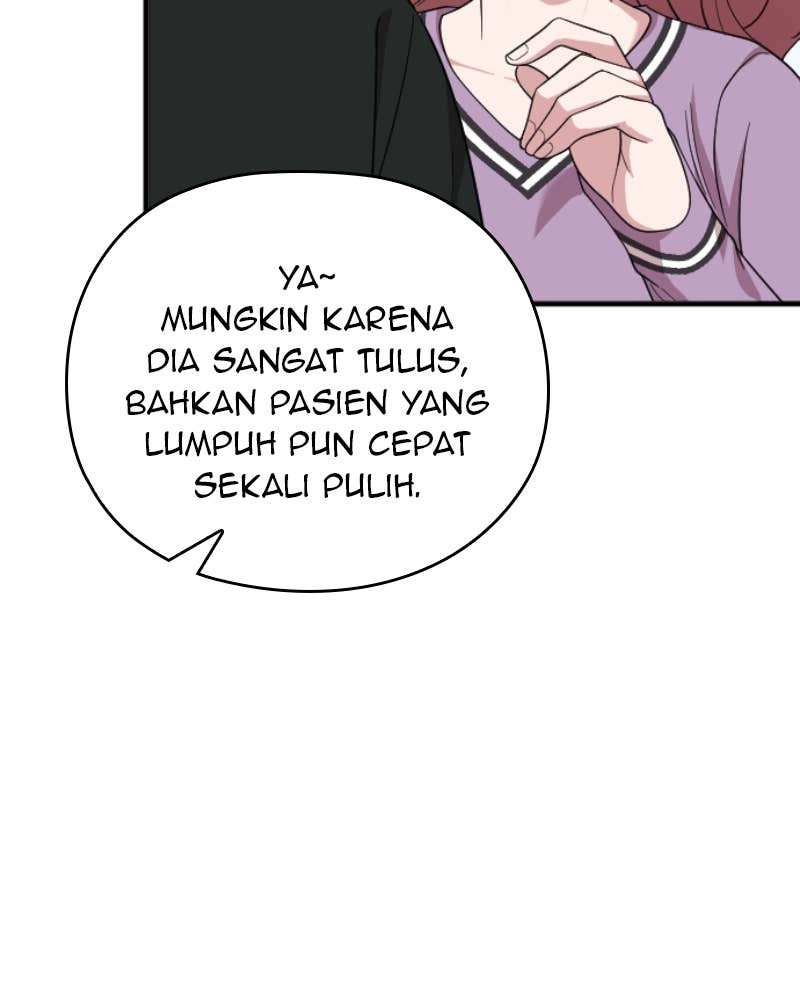 YA~
MUNGKIN KARENA
DIA SANGAT TULUS,
BAHKAN PASIEN YANG
LUMPUH PUN CEPAT
SEKALI PULIH.